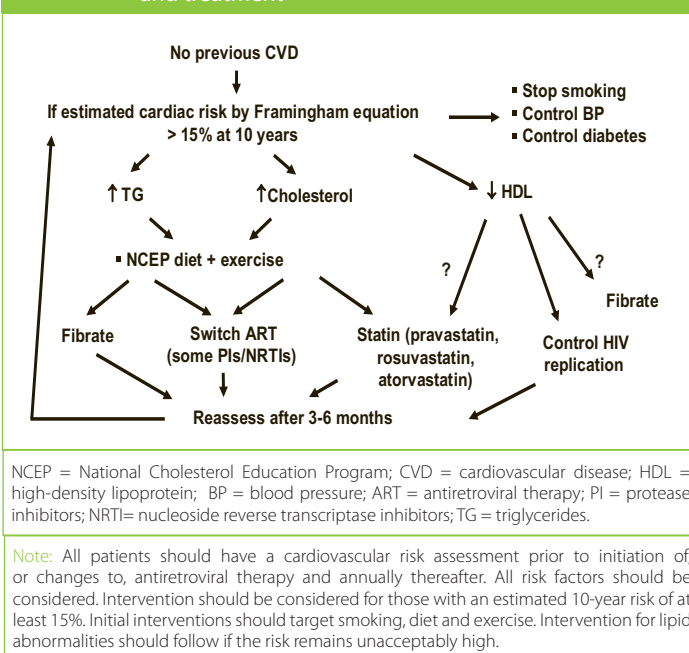 and treatment
No previous CVD
If estimated cardiac risk by Framingham equation
> 15% at 10 years
▪ Stop smoking
▪ Control BP
▪ Control diabetes
↑ TG
↑Cholesterol
↓ HDL
▪ NCEP diet + exercise
?
?
Fibrate
Fibrate
Switch ART
(some PIs/NRTIs)
Statin (pravastatin,
rosuvastatin,
atorvastatin)
Control HIV
replication
Reassess after 3-6 months
NCEP = National Cholesterol Education Program; CVD = cardiovascular disease; HDL =
high-density lipoprotein; BP = blood pressure; ART = antiretroviral therapy; PI = protease
inhibitors; NRTI= nucleoside reverse transcriptase inhibitors; TG = triglycerides.
Note: All patients should have a cardiovascular risk assessment prior to initiation of,
or changes to, antiretroviral therapy and annually thereafter. All risk factors should be
considered. Intervention should be considered for those with an estimated 10-year risk of at
least 15%. Initial interventions should target smoking, diet and exercise. Intervention for lipid
abnormalities should follow if the risk remains unacceptably high.